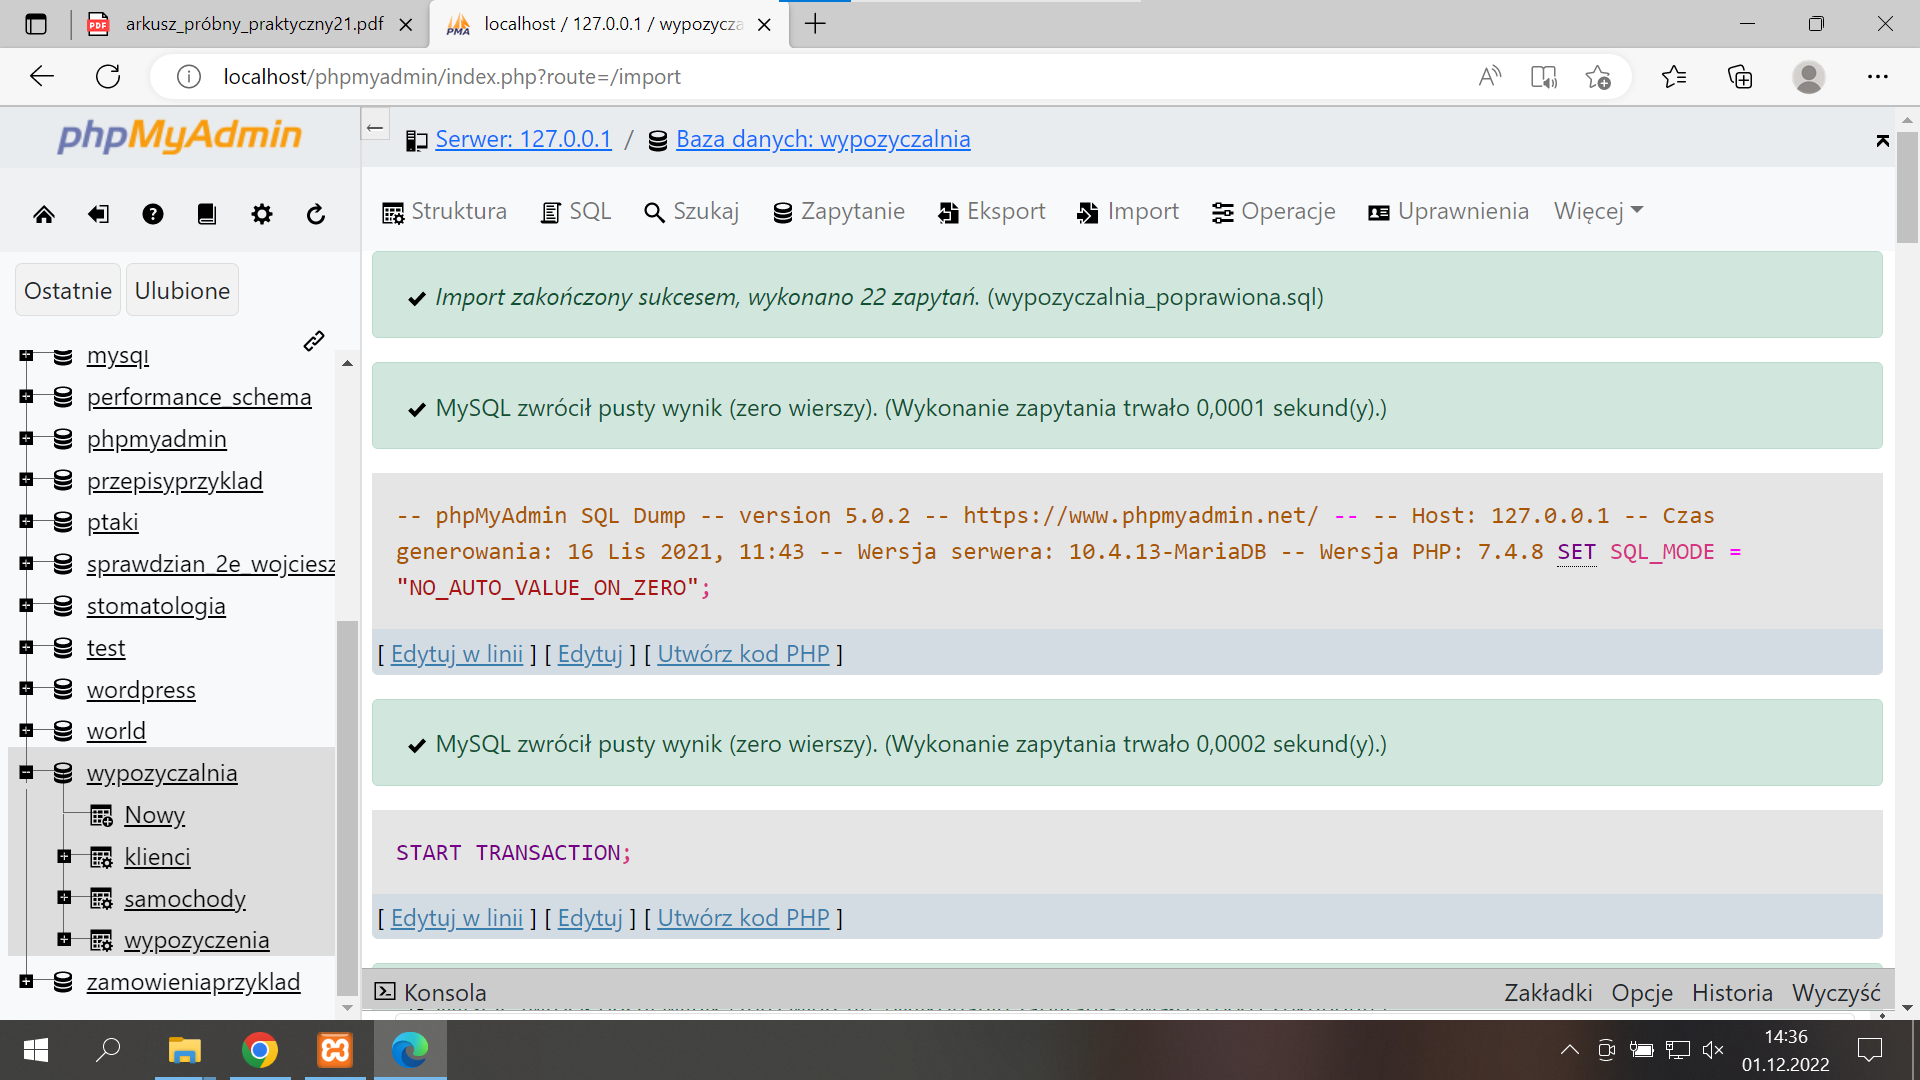 arkusz_próbny_praktyczny21.pdf
localhost / 127.0.0.1 / wypozycza
localhost/phpmyadmin/index.php?route=/import
phpMyAdmin
Serwer: 127.0.0.1 / Baza danych: wypozyczalnia
Struktura SQL Szukaj Zapytanie Eksport Import Operacje Uprawnienia Więcej
Ostatnie Ulubione
mysql
performance_schema
phpmyadmin
przepisyprzyklad
ptaki
sprawdzian_2e_wojciesz
stomatologia
test
wordpress
world
wypozyczalnia
Nowy
klienci
samochody
wypozyczenia
zamowieniaprzyklad
Import zakończony sukcesem, wykonano 22 zapytań. (wypozyczalnia_poprawiona.sql)
MySQL zwrócił pusty wynik (zero wierszy). (Wykonanie zapytania trwało 0,0001 sekund(y).)
-- phpMyAdmin SQL Dump -- version 5.0.2 -- https://www.phpmyadmin.net/ -- -- Host: 127.0.0.1 -- Czas
generowania: 16 Lis 2021, 11:43 -- Wersja serwera: 10.4.13-MariaDB -- Wersja PHP: 7.4.8 SET SQL_MODE =
"NO_AUTO_VALUE_ON_ZERO";
[ Edytuj w linii ] [ Edytuj ] [ Utwórz kod PHP ]
MySQL zwrócił pusty wynik (zero wierszy). (Wykonanie zapytania trwało 0,0002 sekund(y).)
START TRANSACTION;
[ Edytuj w linii ] [ Edytuj ] [ Utwórz kod PHP ]
Konsola
Zakładki Opcje Historia Wyczyść
14:36
01.12.2022